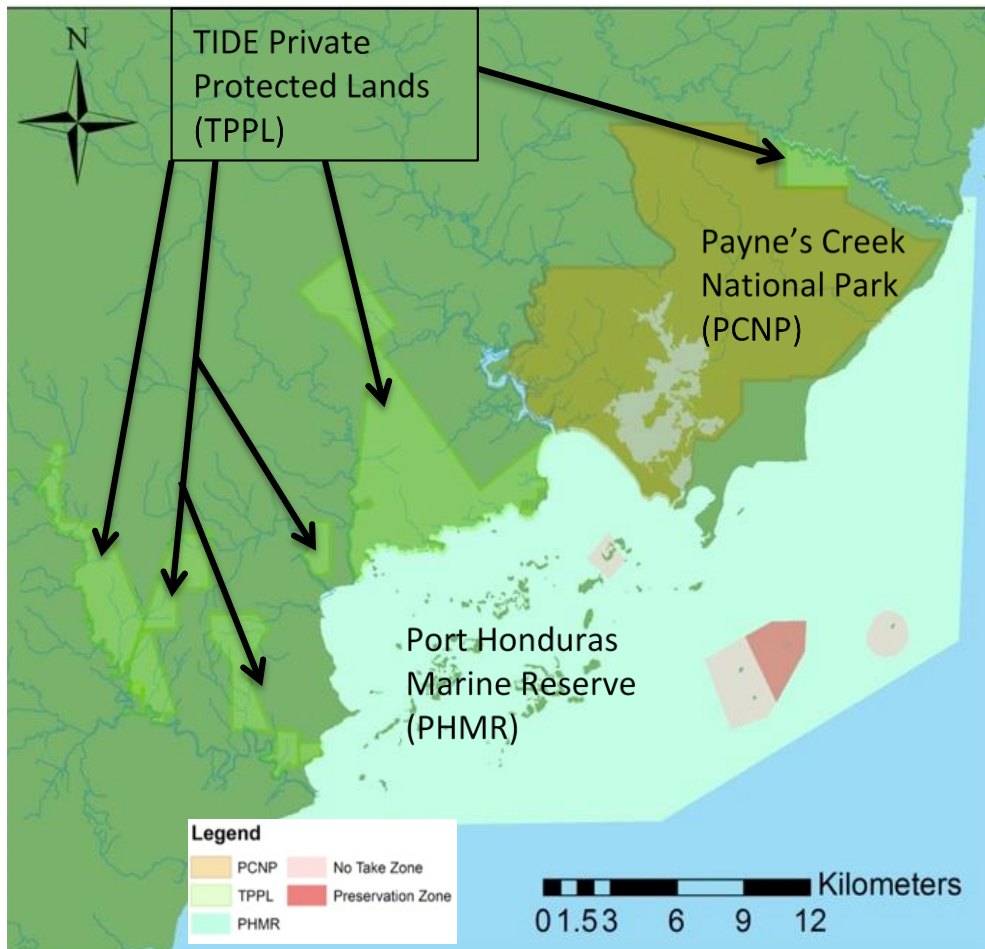 N
TIDE Private
Protected Lands
(TPPL)
Payne’s Creek
National Park
(PCNP)
Port Honduras
Marine Reserve
(PHMR)
Legend
PCNP
No Take Zone
TPPL
Preservation Zone
PHMR
Kilometers
0 1.5 3 6 9 12